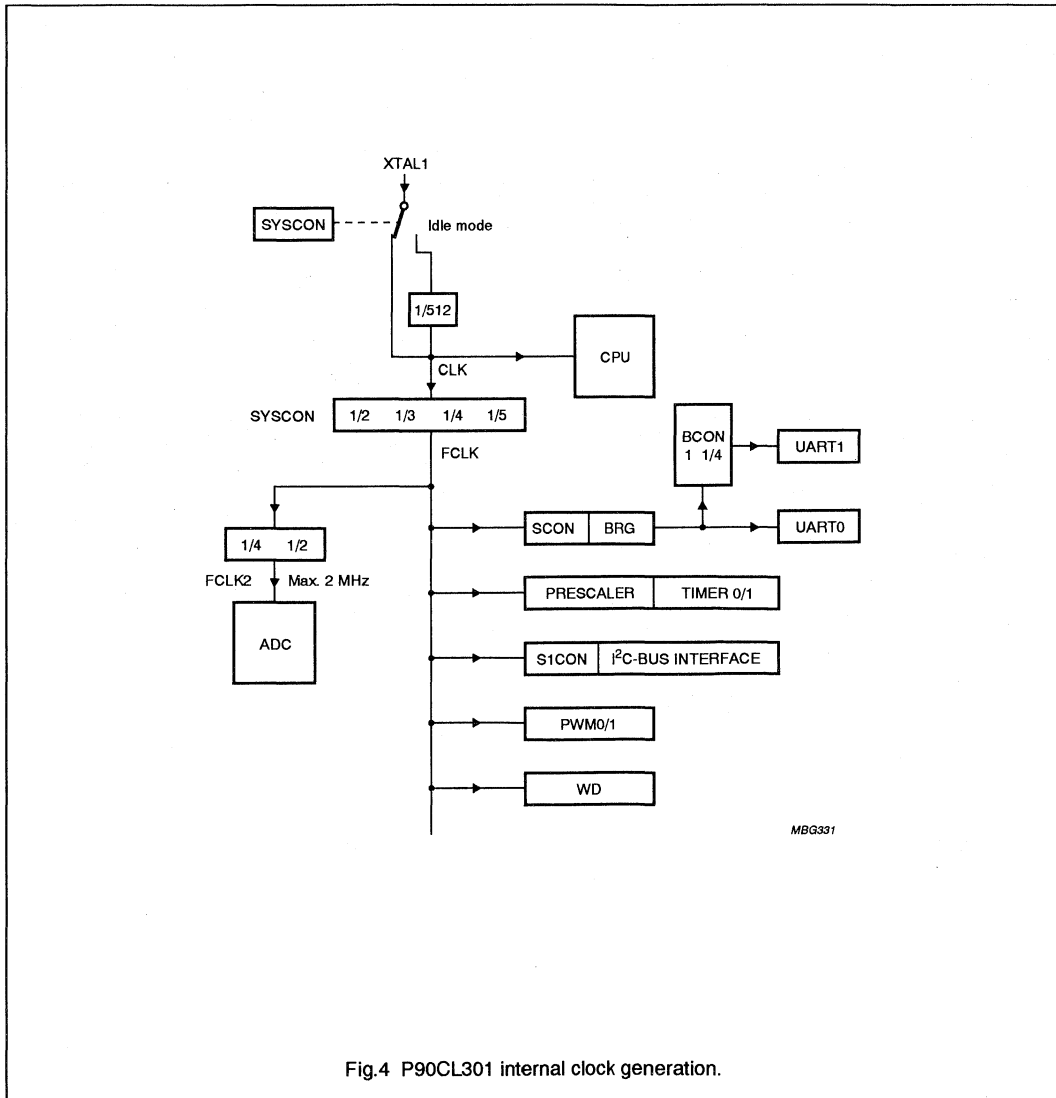 XTAL1
SYSCON
Idle mode
1/512
CPU
CLK
SYSCON
1/2 1/3 1/4 1/5
FCLK
BCON
1 1/4
UART1
1/4 1/2
SCON BRG
UART0
FCLK2 Max. 2 MHz
PRESCALER TIMER 0/1
ADC
S1CON I²C-BUS INTERFACE
PWM0/1
WD
MBG331
Fig.4 P90CL301 internal clock generation.